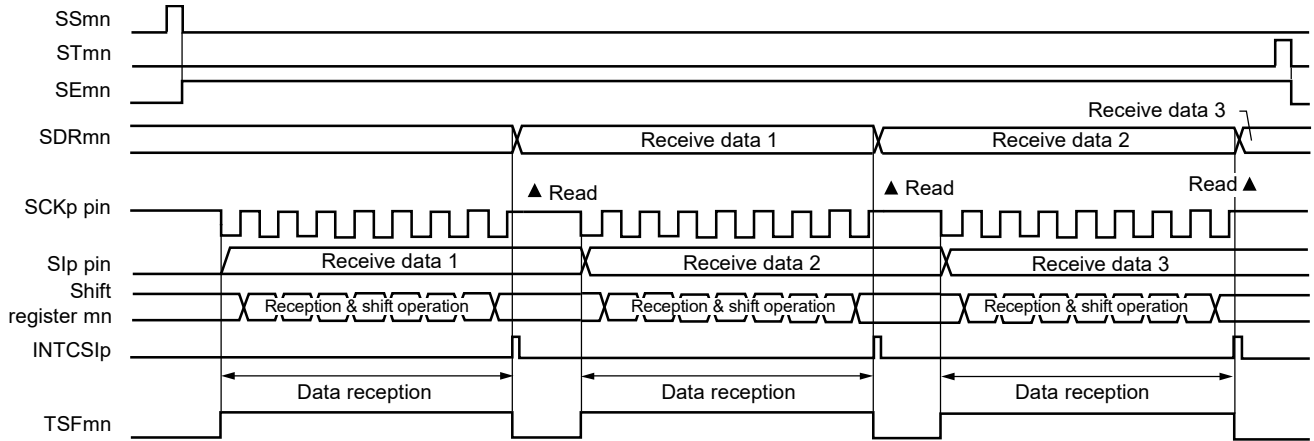 SSmn
STmn
SEmn
Receive data 3
SDRmn
Receive data 1
Receive data 2
▲ Read
▲ Read
Read ▲
SCKp pin
SIp pin
Receive data 1
Receive data 2
Receive data 3
Shift
register mn
Reception & shift operation
Reception & shift operation
Reception & shift operation
INTCSIp
Data reception
Data reception
Data reception
TSFmn